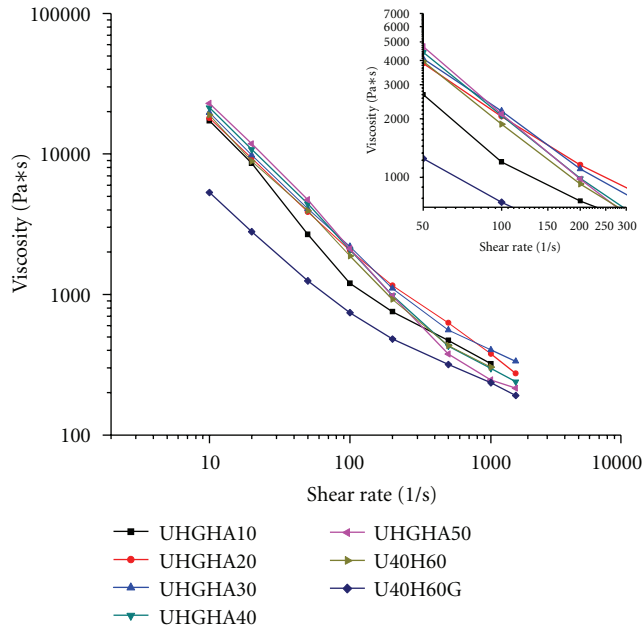 100000
10000
1000
100
Viscosity (Pa∗s)
10
100
1000
10000
Shear rate (1/s)
7000
6000
5000
4000
3000
2000
1000
Viscosity (Pa∗s)
50
100
150
200
250
300
Shear rate (1/s)
UHGHA10
UHGHA20
UHGHA30
UHGHA40
UHGHA50
U40H60
U40H60G